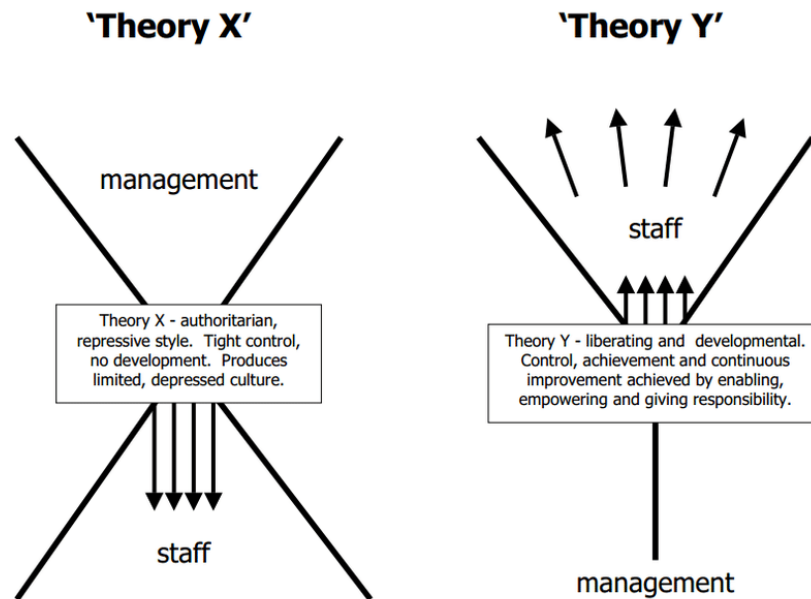 ‘Theory X’
management
Theory X - authoritarian,
repressive style. Tight control,
no development. Produces
limited, depressed culture.
staff
‘Theory Y’
staff
Theory Y - liberating and developmental.
Control, achievement and continuous
improvement achieved by enabling,
empowering and giving responsibility.
management